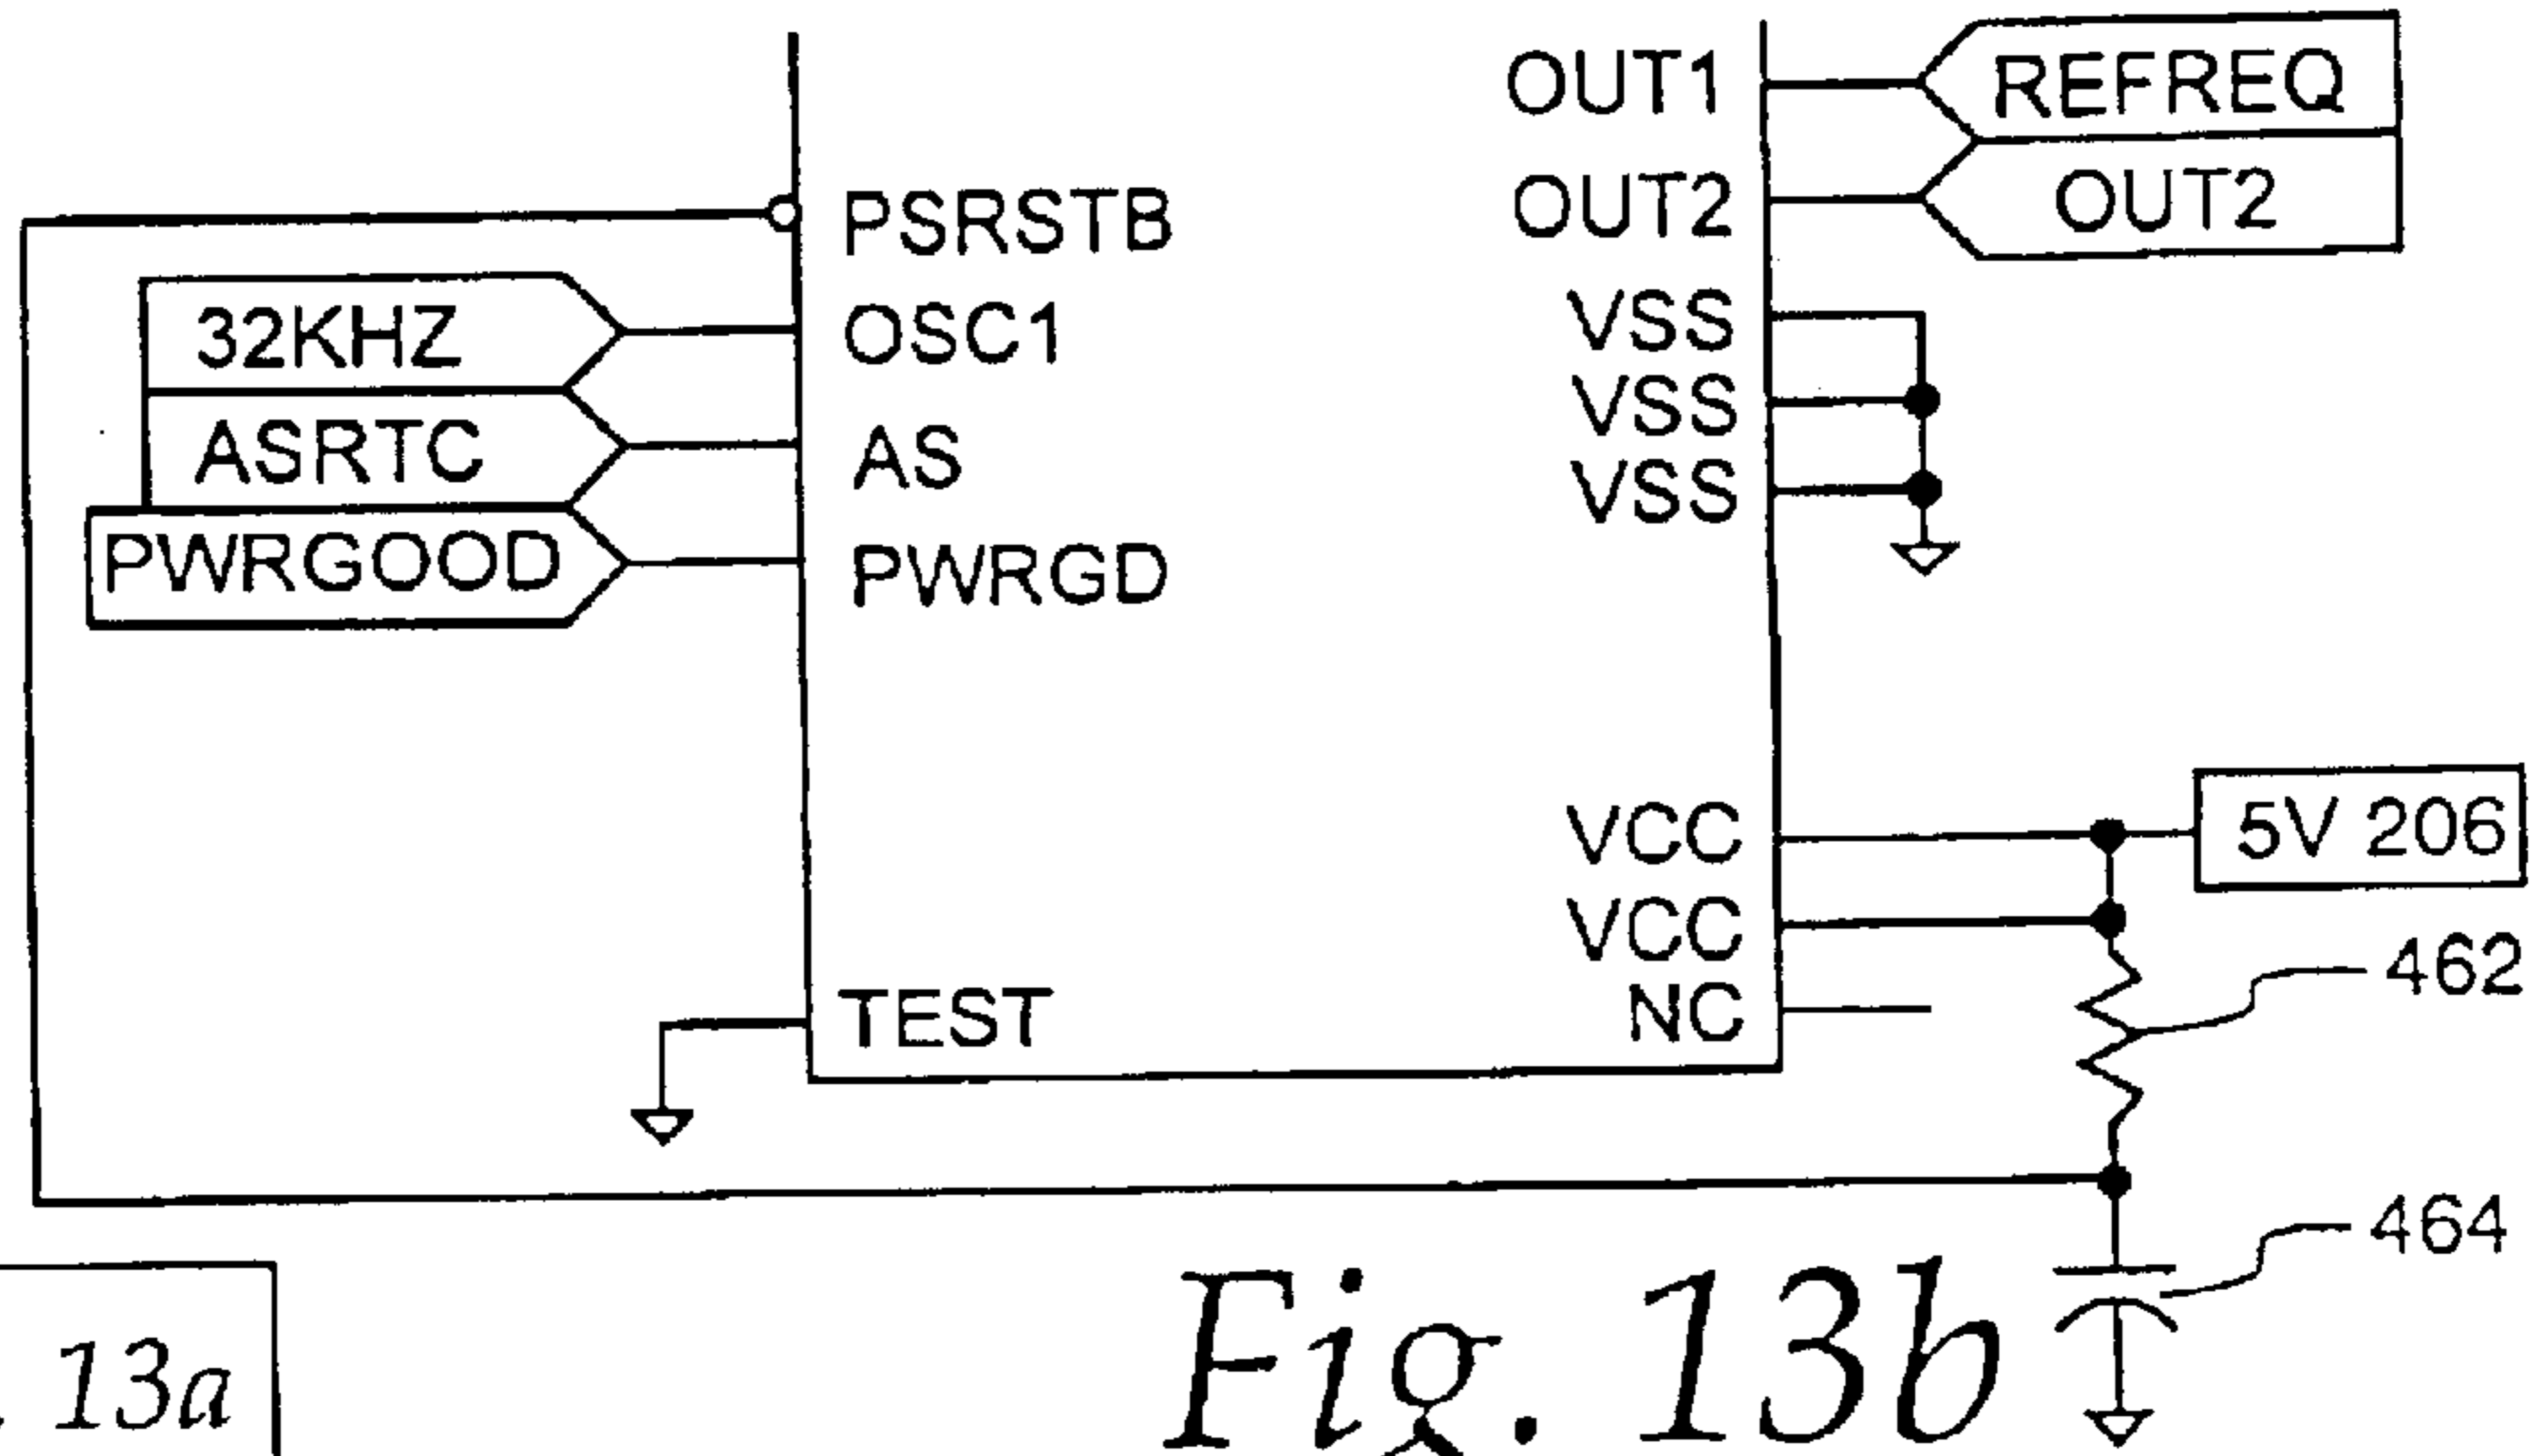 OUT1 REFREQ
PSRSTB OUT2 OUT2
32KHZ OSC1 VSS
ASRTC AS VSS
PWRGOOD PWRGD VSS
VCC 5V 206
VCC
462
TEST NC
464
Fig. 13b
. 13a